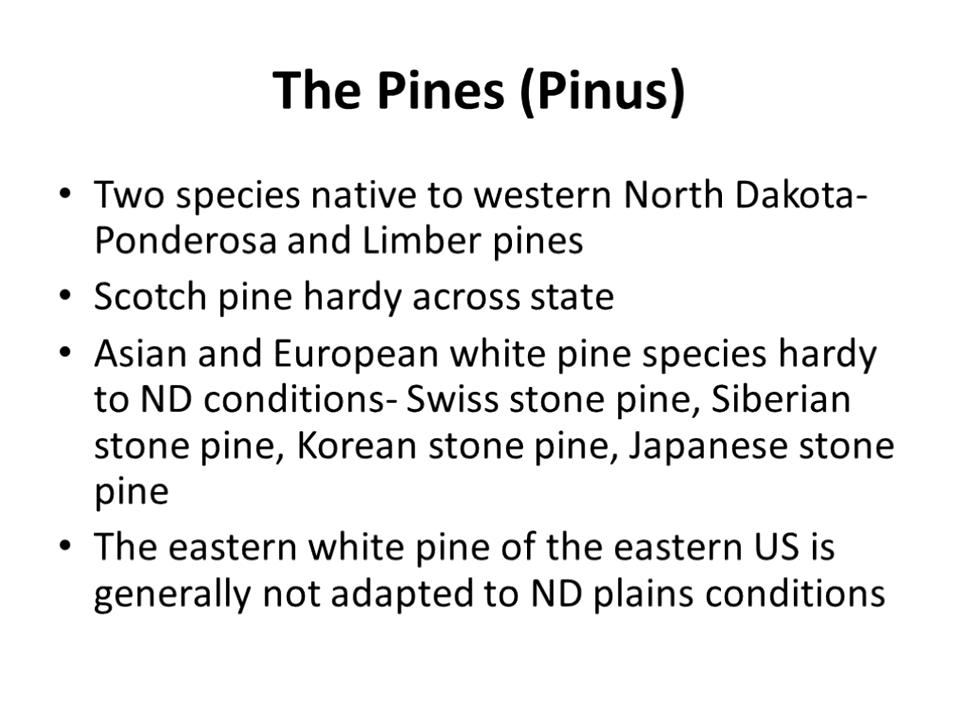 The Pines (Pinus)
• Two species native to western North Dakota-
Ponderosa and Limber pines
• Scotch pine hardy across state
• Asian and European white pine species hardy
to ND conditions- Swiss stone pine, Siberian
stone pine, Korean stone pine, Japanese stone
pine
• The eastern white pine of the eastern US is
generally not adapted to ND plains conditions